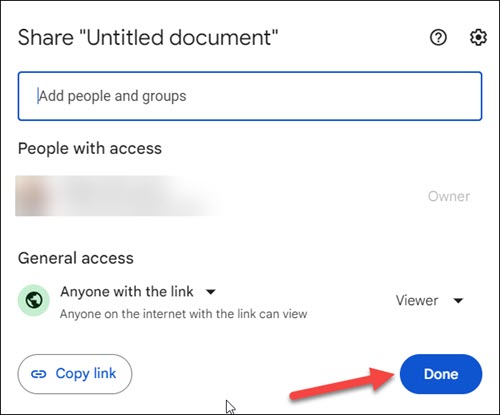 Share "Untitled document"
Add people and groups
People with access
Owner
General access
Anyone with the link
Viewer
Anyone on the internet with the link can view
Copy link
Done